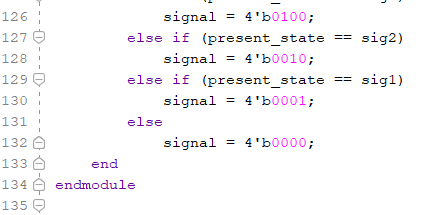 126 signal = 4'b0100;
127 else if (present_state == sig2)
128 signal = 4'b0010;
129 else if (present_state == sig1)
130 signal = 4'b0001;
131 else
132 signal = 4'b0000;
133 end
134 endmodule
135